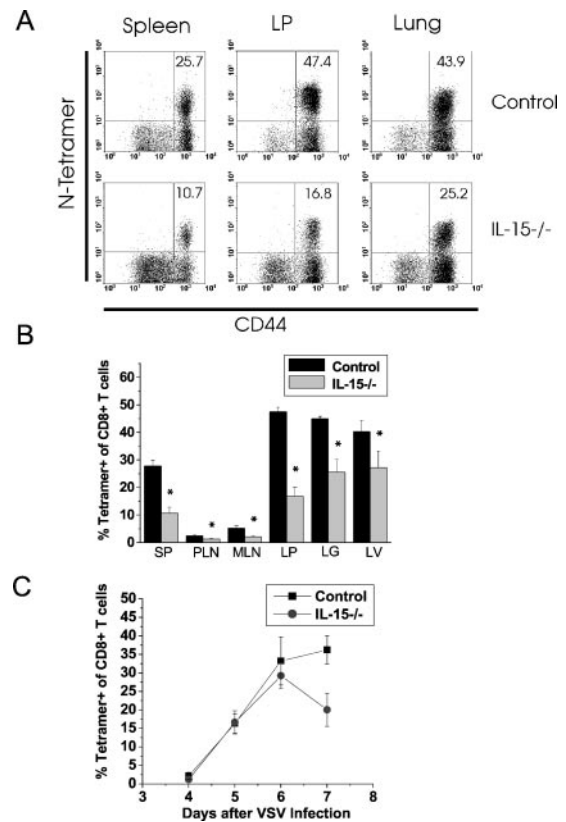 A
Spleen LP Lung
N-Tetramer
25.7 47.4 43.9
Control
10.7 16.8 25.2
IL-15-/-
CD44
B
Control
IL-15-/-
% Tetramer+ of CD8+ T cells
60
50
40
30
20
10
0
* * * * * *
SP PLN MLN LP LG LV
C
Control
IL-15-/-
% Tetramer+ of CD8+ T cells
50
45
40
35
30
25
20
15
10
5
0
3 4 5 6 7 8
Days after VSV Infection